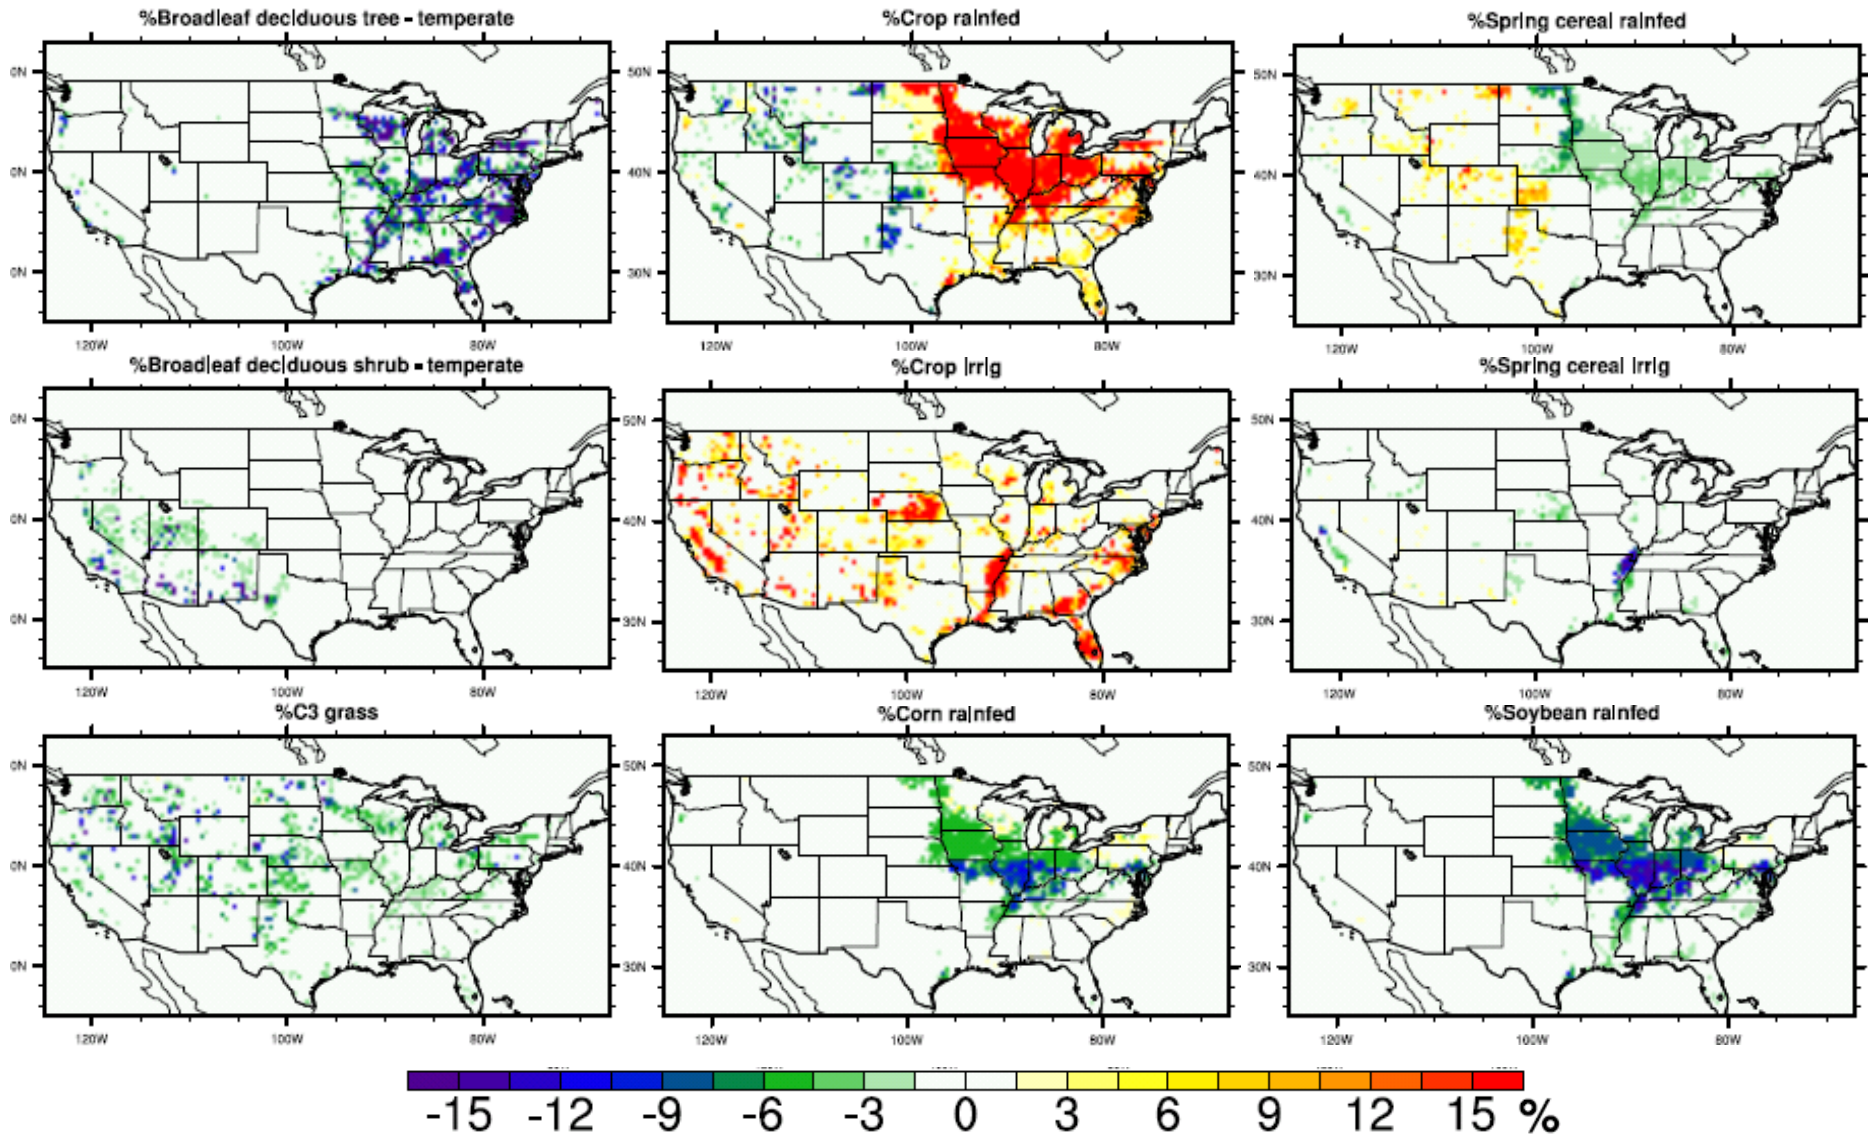 %Broadleaf deciduous tree - temperate
%Crop rainfed
%Spring cereal rainfed
0N
0N
0N
50N
40N
30N
50N
40N
30N
120W 100W 80W
120W 100W 80W
120W 100W 80W
%Broadleaf deciduous shrub - temperate
%Crop irrig
%Spring cereal irrig
0N
0N
0N
50N
40N
30N
50N
40N
30N
120W 100W 80W
120W 100W 80W
120W 100W 80W
%C3 grass
%Corn rainfed
%Soybean rainfed
0N
0N
0N
50N
40N
30N
50N
40N
30N
120W 100W 80W
120W 100W 80W
120W 100W 80W
-15 -12 -9 -6 -3 0 3 6 9 12 15 %